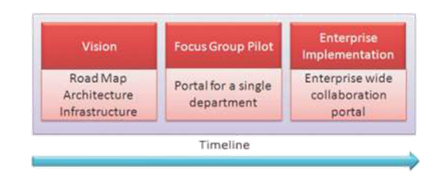 Vision
Road Map
Architecture
Infrastructure
Focus Group Pilot
Portal for a single
department
Enterprise
Implementation
Enterprise wide
collaboration
portal
Timeline